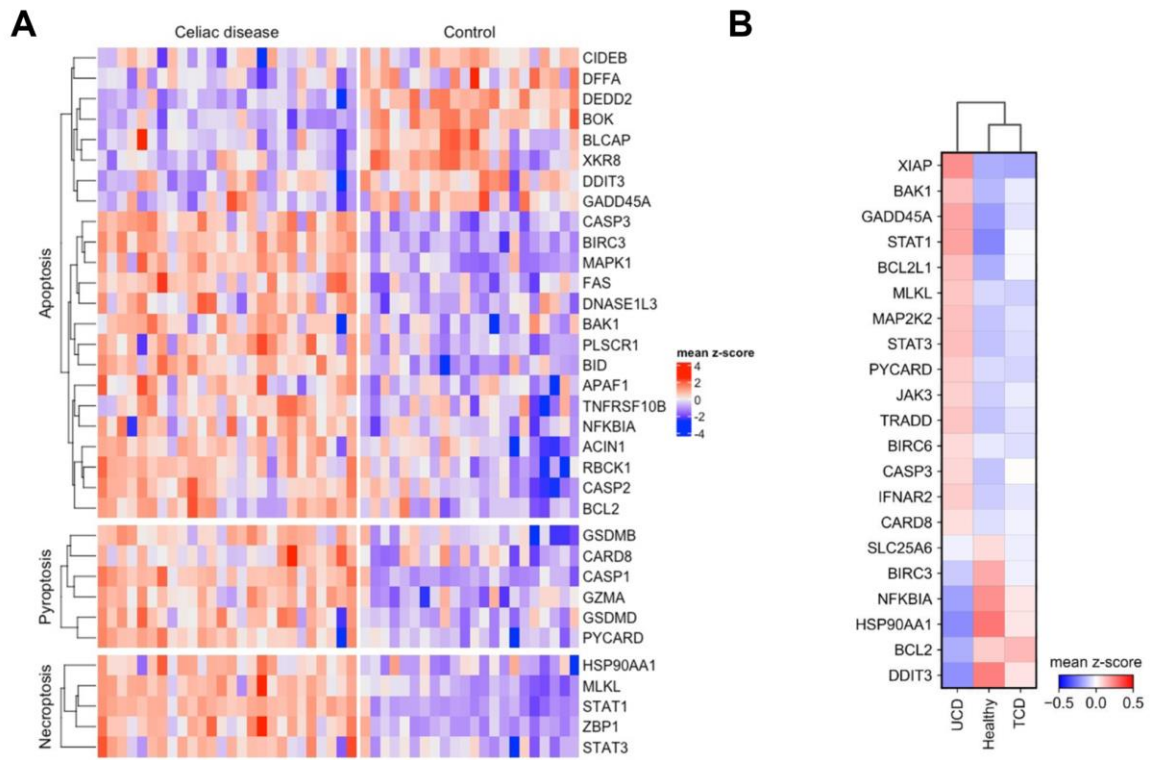 A
B
Celiac disease
Control
Apoptosis
CIDEB
DFFA
DEDD2
BOK
BLCAP
XKR8
DDIT3
GADD45A
CASP3
BIRC3
MAPK1
FAS
DNASE1L3
BAK1
PLSCR1
BID
APAF1
TNFRSF10B
NFKBIA
ACIN1
RBCK1
CASP2
BCL2
Pyroptosis
GSDMB
CARD8
CASP1
GZMA
GSDMD
PYCARD
Necroptosis
HSP90AA1
MLKL
STAT1
ZBP1
STAT3
mean z-score
4
2
0
-2
-4
XIAP
BAK1
GADD45A
STAT1
BCL2L1
MLKL
MAP2K2
STAT3
PYCARD
JAK3
TRADD
BIRC6
CASP3
IFNAR2
CARD8
SLC25A6
BIRC3
NFKBIA
HSP90AA1
BCL2
DDIT3
UCD
Healthy
TCD
mean z-score
−0.5 0.0 0.5